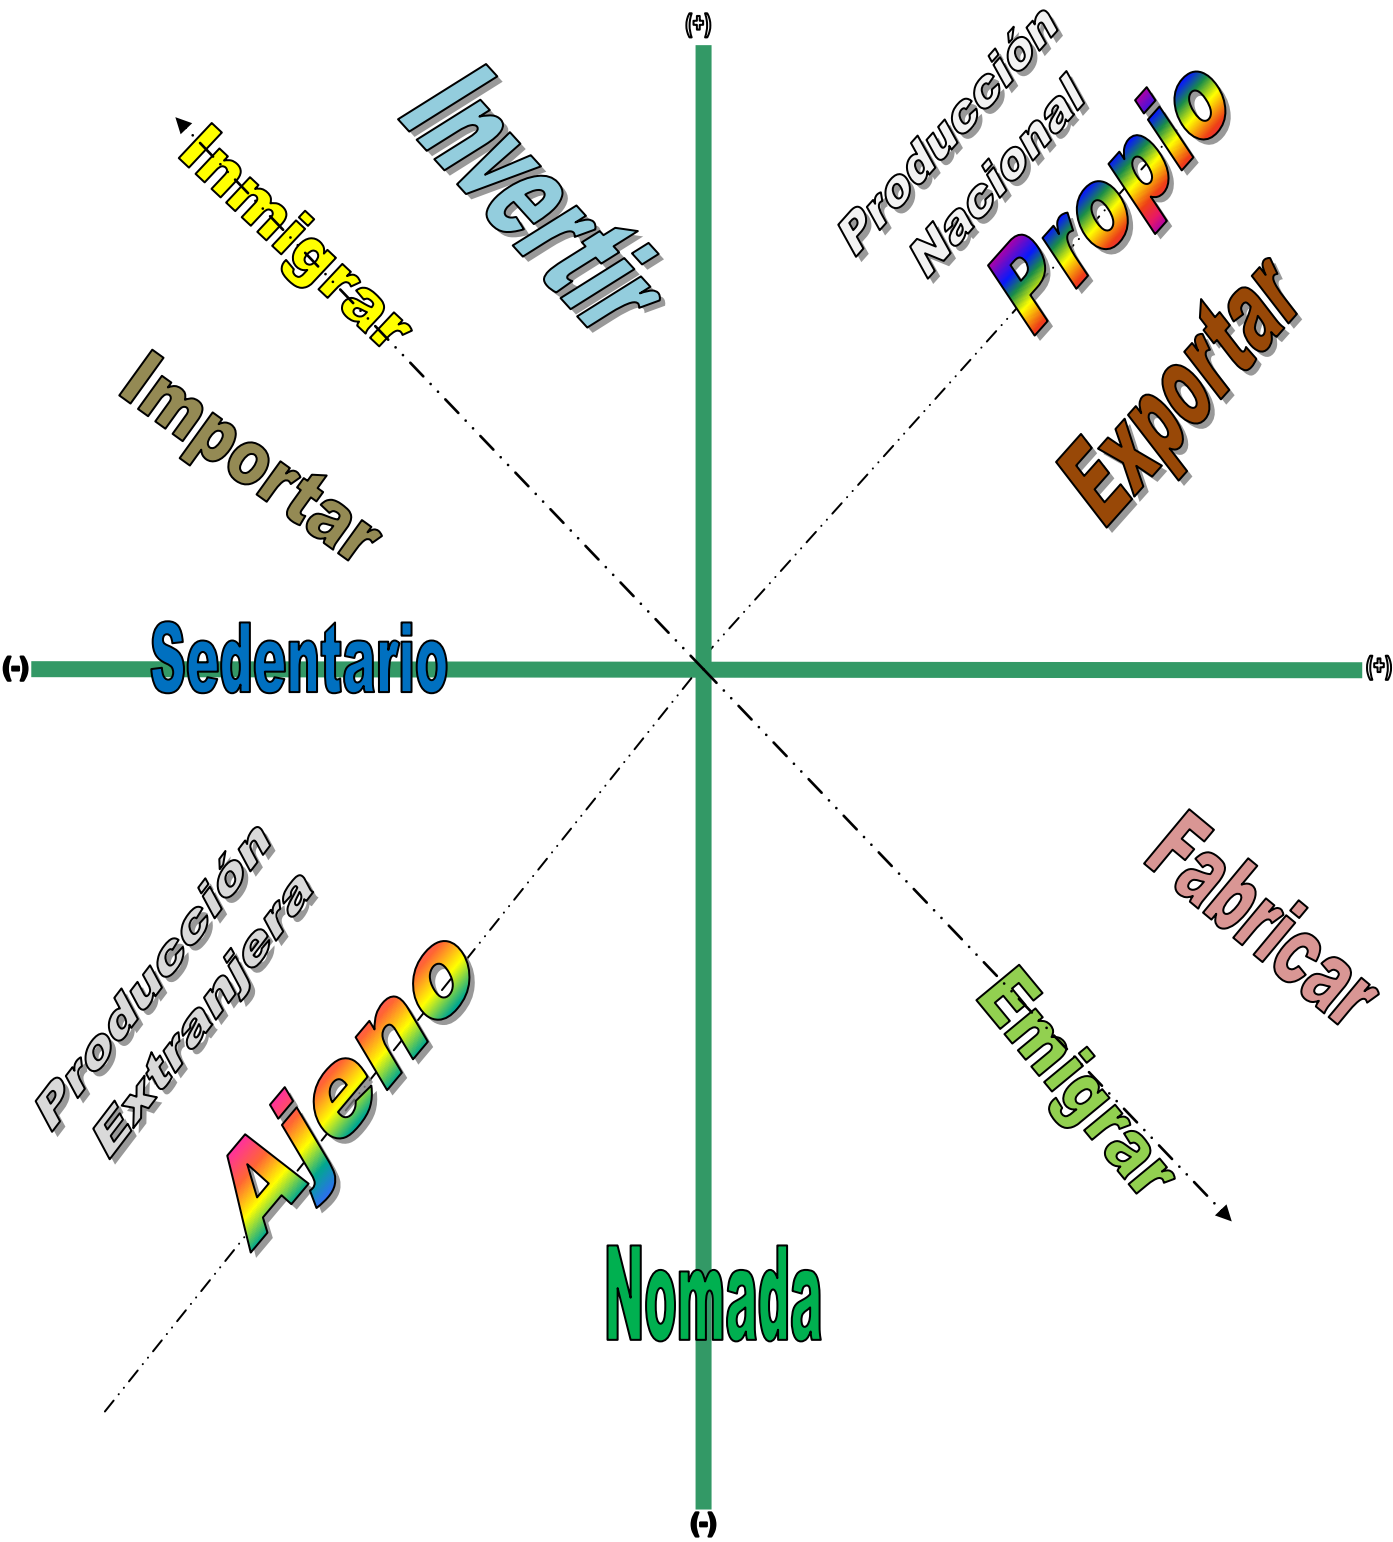 (+)
Invertir
Inmigrar
Importar
Producción
Nacional
Propio
Exportar
(-)
Sedentario
(+)
Producción
Extranjera
Ajeno
Fabricar
Emigrar
Nomada
(-)